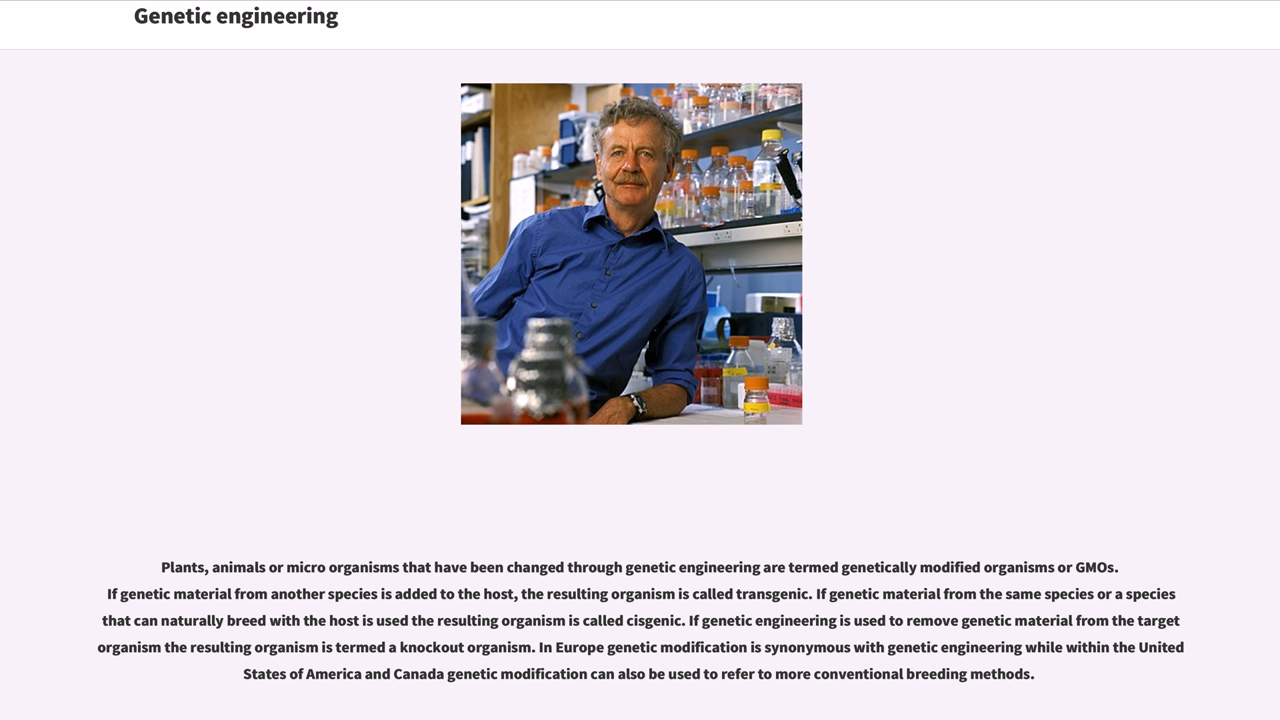 Genetic engineering
Plants, animals or micro organisms that have been changed through genetic engineering are termed genetically modified organisms or GMOs.
If genetic material from another species is added to the host, the resulting organism is called transgenic. If genetic material from the same species or a species
that can naturally breed with the host is used the resulting organism is called cisgenic. If genetic engineering is used to remove genetic material from the target
organism the resulting organism is termed a knockout organism. In Europe genetic modification is synonymous with genetic engineering while within the United
States of America and Canada genetic modification can also be used to refer to more conventional breeding methods.